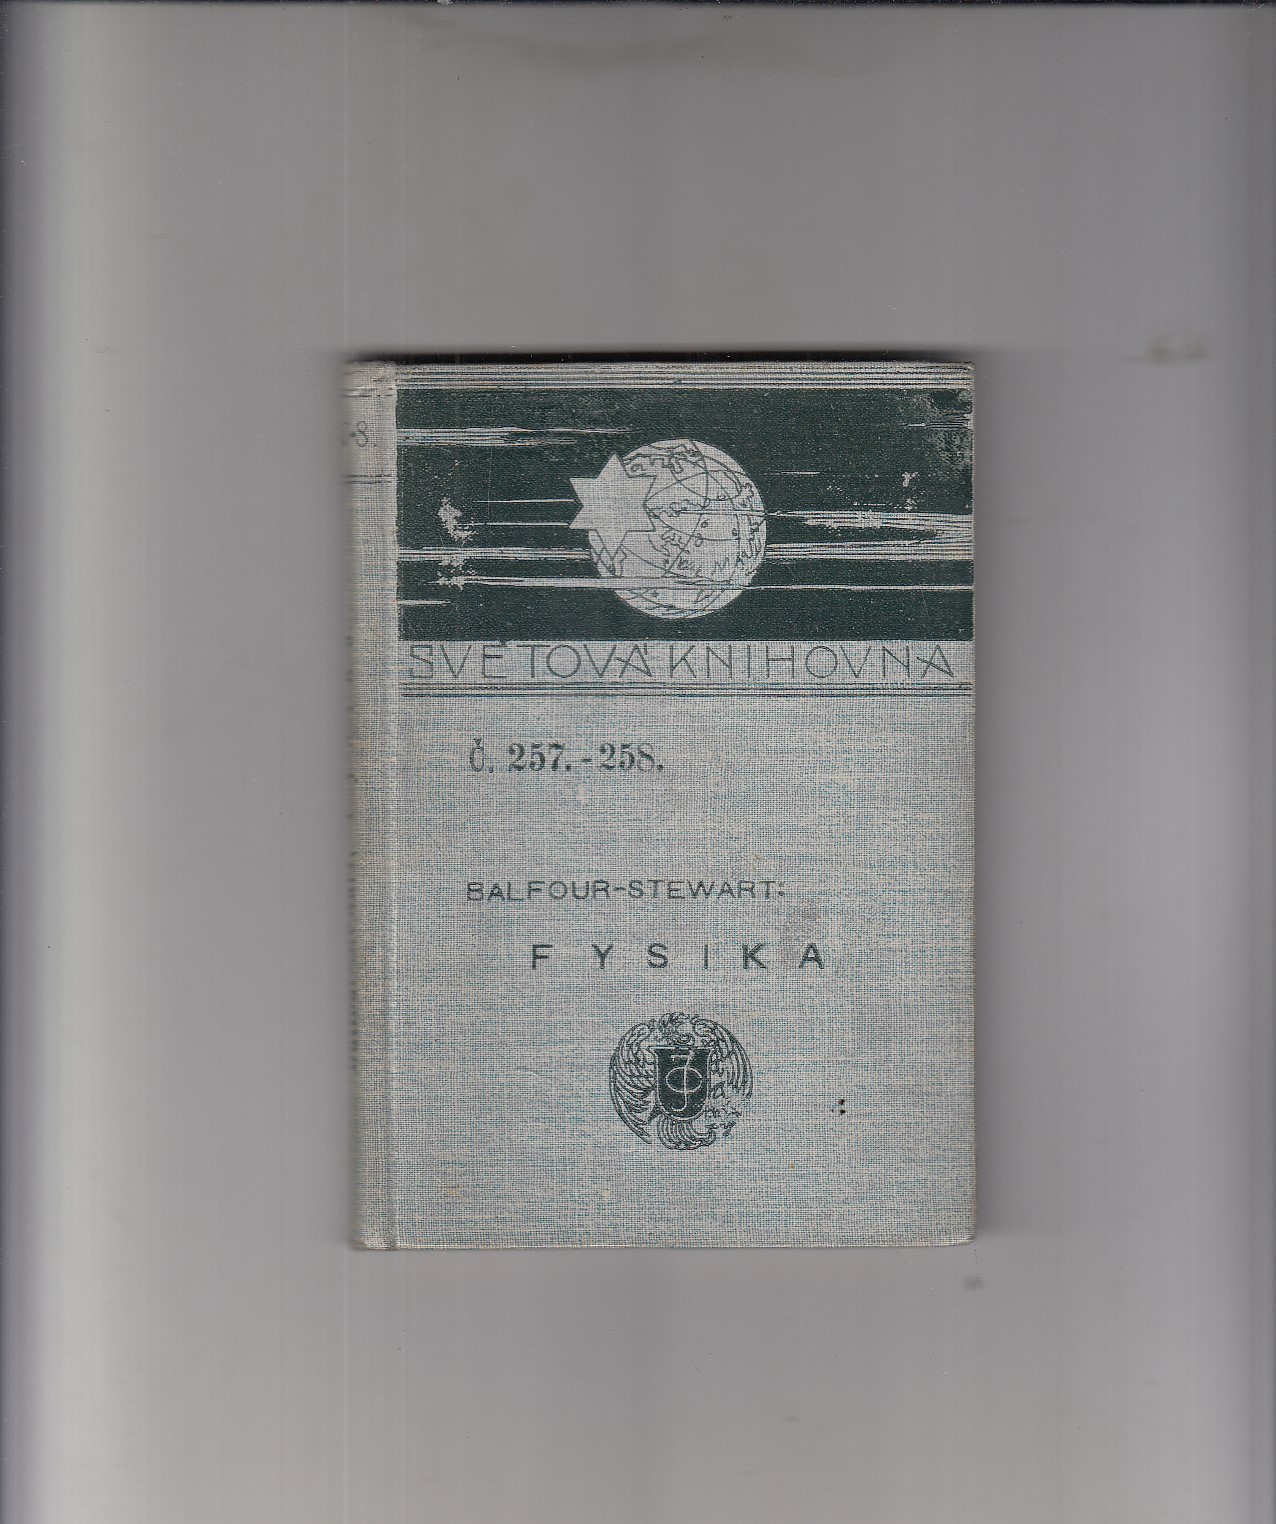 SVĚTOVÁ KNIHOVNA
Č. 257.-258.
BALFOUR-STEWART:
FYSIKA